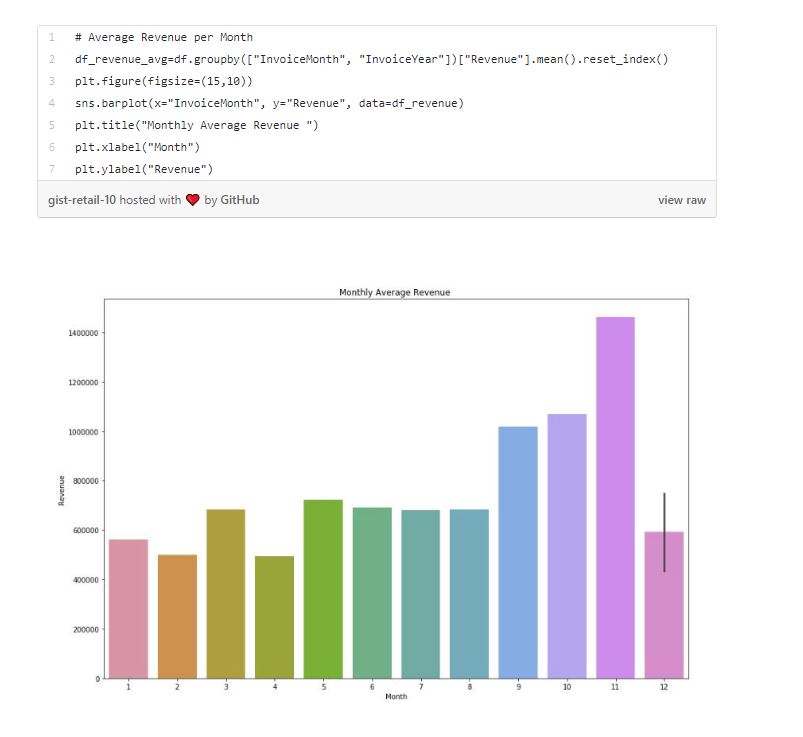 1 # Average Revenue per Month
2 df_revenue_avg=df.groupby(["InvoiceMonth", "InvoiceYear"])["Revenue"].mean().reset_index()
3 plt.figure(figsize=(15,10))
4 sns.barplot(x="InvoiceMonth", y="Revenue", data=df_revenue)
5 plt.title("Monthly Average Revenue ")
6 plt.xlabel("Month")
7 plt.ylabel("Revenue")
gist-retail-10 hosted with ❤ by GitHub view raw
Monthly Average Revenue
1400000
1200000
1000000
800000
600000
400000
200000
0
Revenue
1 2 3 4 5 6 7 8 9 10 11 12
Month